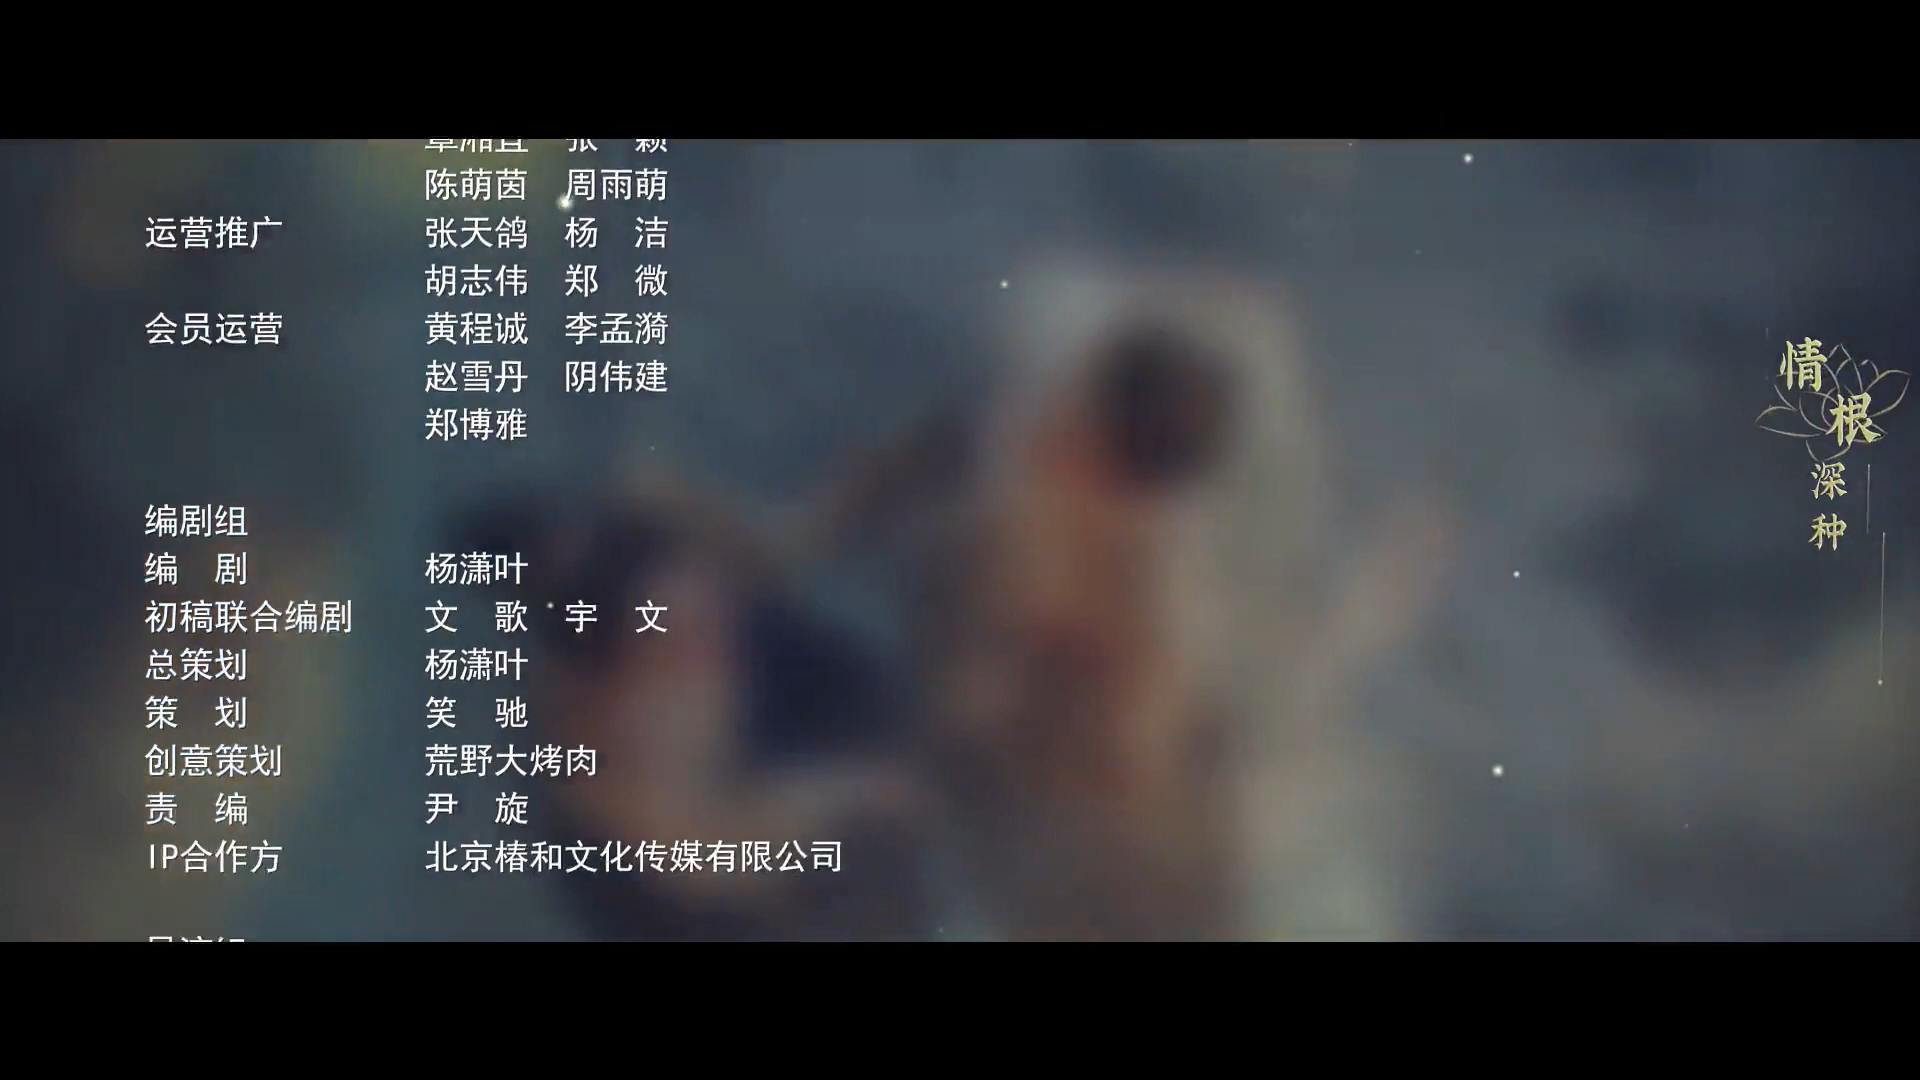 陈萌茵 周雨萌
运营推广 张天鸽 杨 洁
胡志伟 郑 微
会员运营 黄程诚 李孟漪
赵雪丹 阴伟建
郑博雅
编剧组
编 剧 杨潇叶
初稿联合编剧 文 歌 宇 文
总策划 杨潇叶
策 划 笑 驰
创意策划 荒野大烤肉
责 编 尹 旋
IP合作方 北京椿和文化传媒有限公司
情根深种